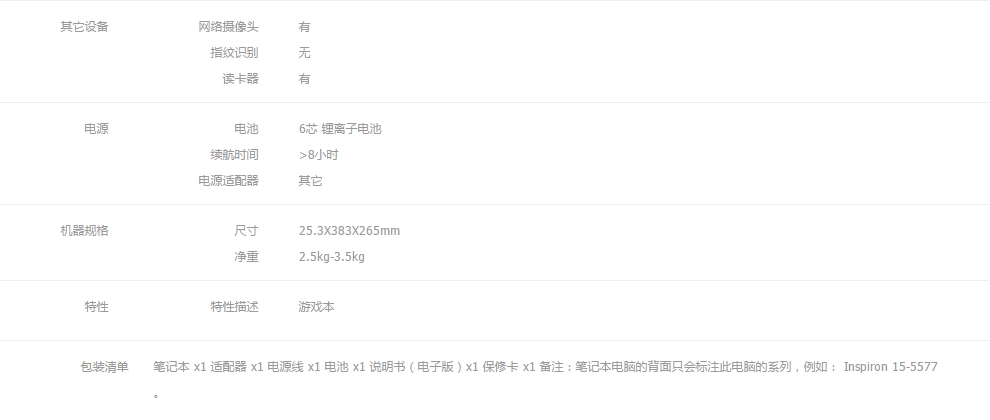 其它设备 网络摄像头 有
指纹识别 无
读卡器 有
电源 电池 6芯 锂离子电池
续航时间 >8小时
电源适配器 其它
机器规格 尺寸 25.3X383X265mm
净重 2.5kg-3.5kg
特性 特性描述 游戏本
包装清单 笔记本 x1 适配器 x1 电源线 x1 电池 x1 说明书（电子版）x1 保修卡 x1 备注：笔记本电脑的背面只会标注此电脑的系列，例如： Inspiron 15-5577
。